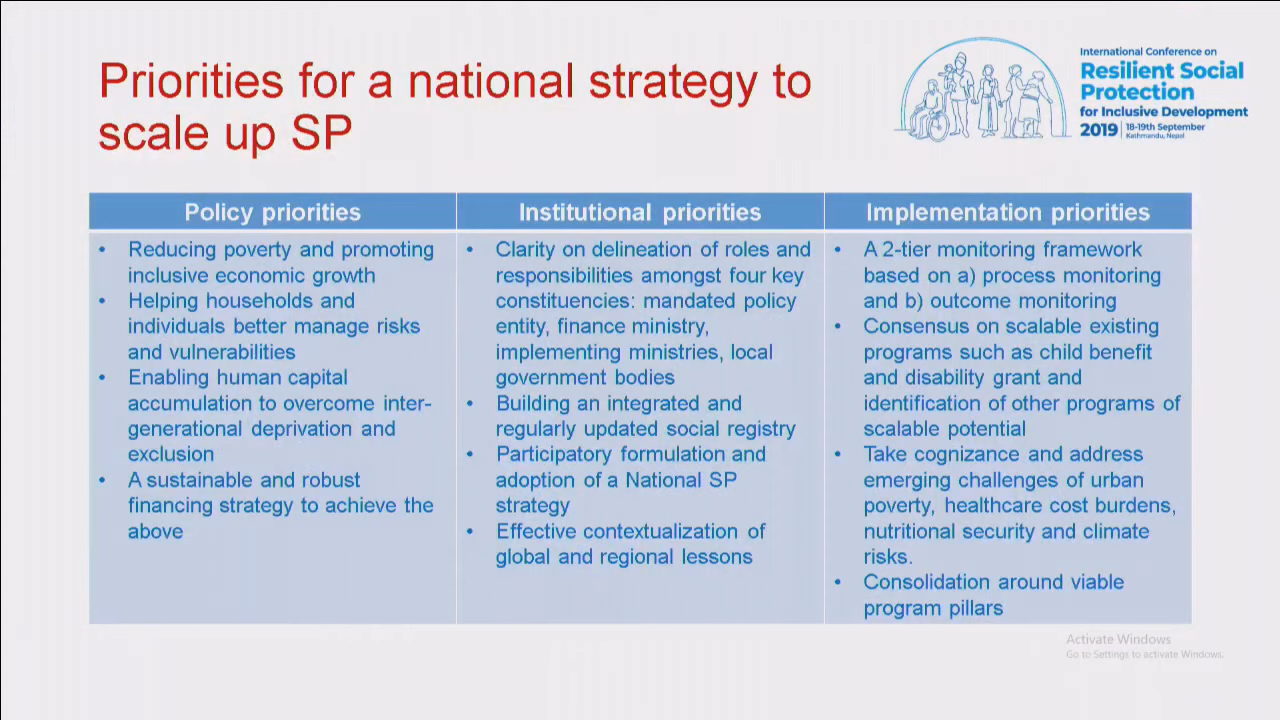 Priorities for a national strategy to
scale up SP
International Conference on
Resilient Social
Protection
for Inclusive Development
2019 | 18-19th September
Kathmandu, Nepal
Policy priorities
• Reducing poverty and promoting
inclusive economic growth
• Helping households and
individuals better manage risks
and vulnerabilities
• Enabling human capital
accumulation to overcome inter-
generational deprivation and
exclusion
• A sustainable and robust
financing strategy to achieve the
above
Institutional priorities
• Clarity on delineation of roles and
responsibilities amongst four key
constituencies: mandated policy
entity, finance ministry,
implementing ministries, local
government bodies
• Building an integrated and
regularly updated social registry
• Participatory formulation and
adoption of a National SP
strategy
• Effective contextualization of
global and regional lessons
Implementation priorities
• A 2-tier monitoring framework
based on a) process monitoring
and b) outcome monitoring
• Consensus on scalable existing
programs such as child benefit
and disability grant and
identification of other programs of
scalable potential
• Take cognizance and address
emerging challenges of urban
poverty, healthcare cost burdens,
nutritional security and climate
risks.
• Consolidation around viable
program pillars
Activate Windows
Go to Settings to activate Windows.